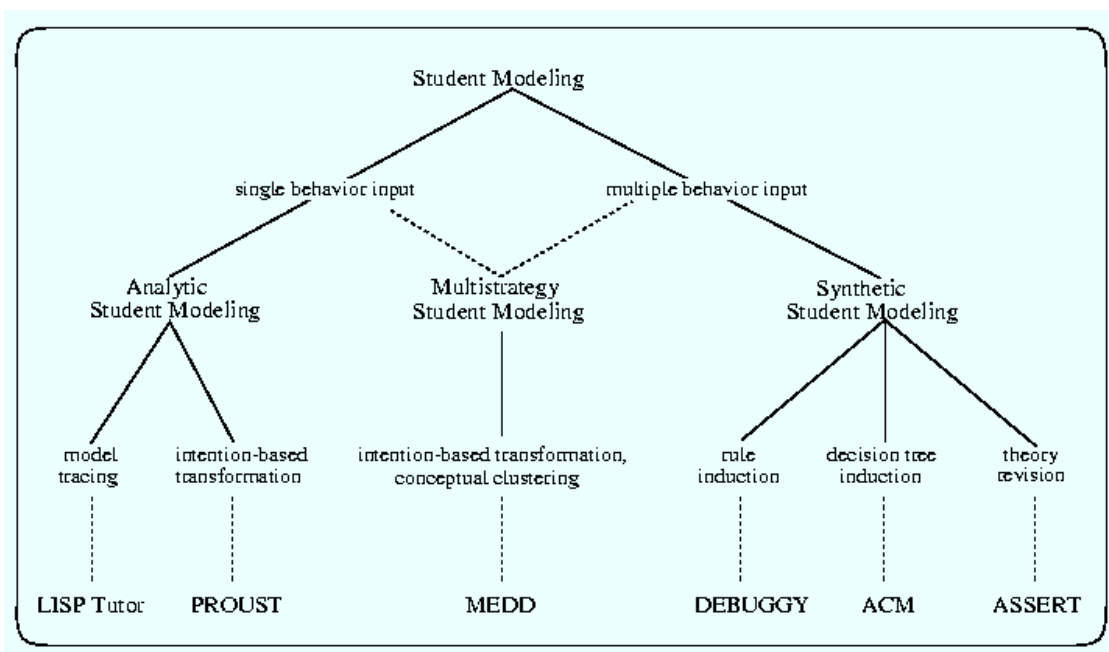 Student Modeling
single behavior input
multiple behavior input
Analytic
Student Modeling
Multistrategy
Student Modeling
Synthetic
Student Modeling
model
tracing
intention-based
transformation
intention-based transformation,
conceptual clustering
rule
induction
decision tree
induction
theory
revision
LISP Tutor
PROUST
MEDD
DEBUGGY
ACM
ASSERT